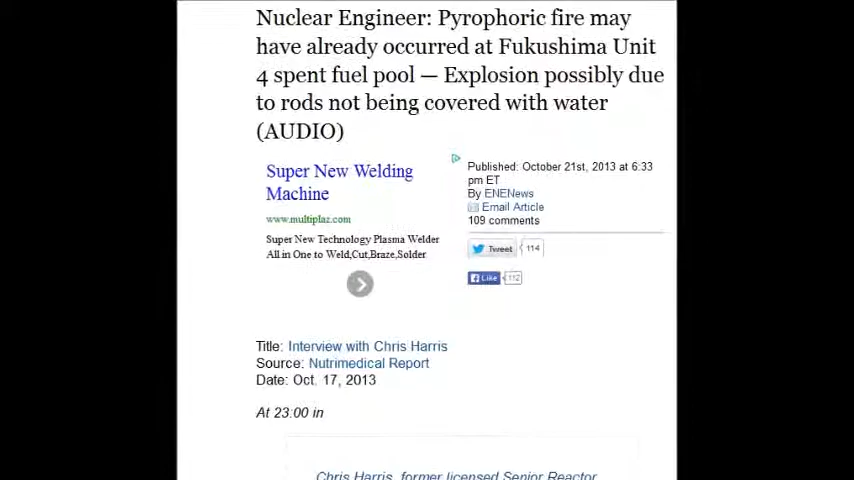 Nuclear Engineer: Pyrophoric fire may
have already occurred at Fukushima Unit
4 spent fuel pool — Explosion possibly due
to rods not being covered with water
(AUDIO)
Super New Welding
Machine
www.multiplaz.com
Super New Technology Plasma Welder
All in One to Weld,Cut,Braze,Solder
Published: October 21st, 2013 at 6:33
pm ET
By ENENews
Email Article
109 comments
Tweet 114
Like 112
Title: Interview with Chris Harris
Source: Nutrimedical Report
Date: Oct. 17, 2013
At 23:00 in
Chris Harris, former licensed Senior Reactor